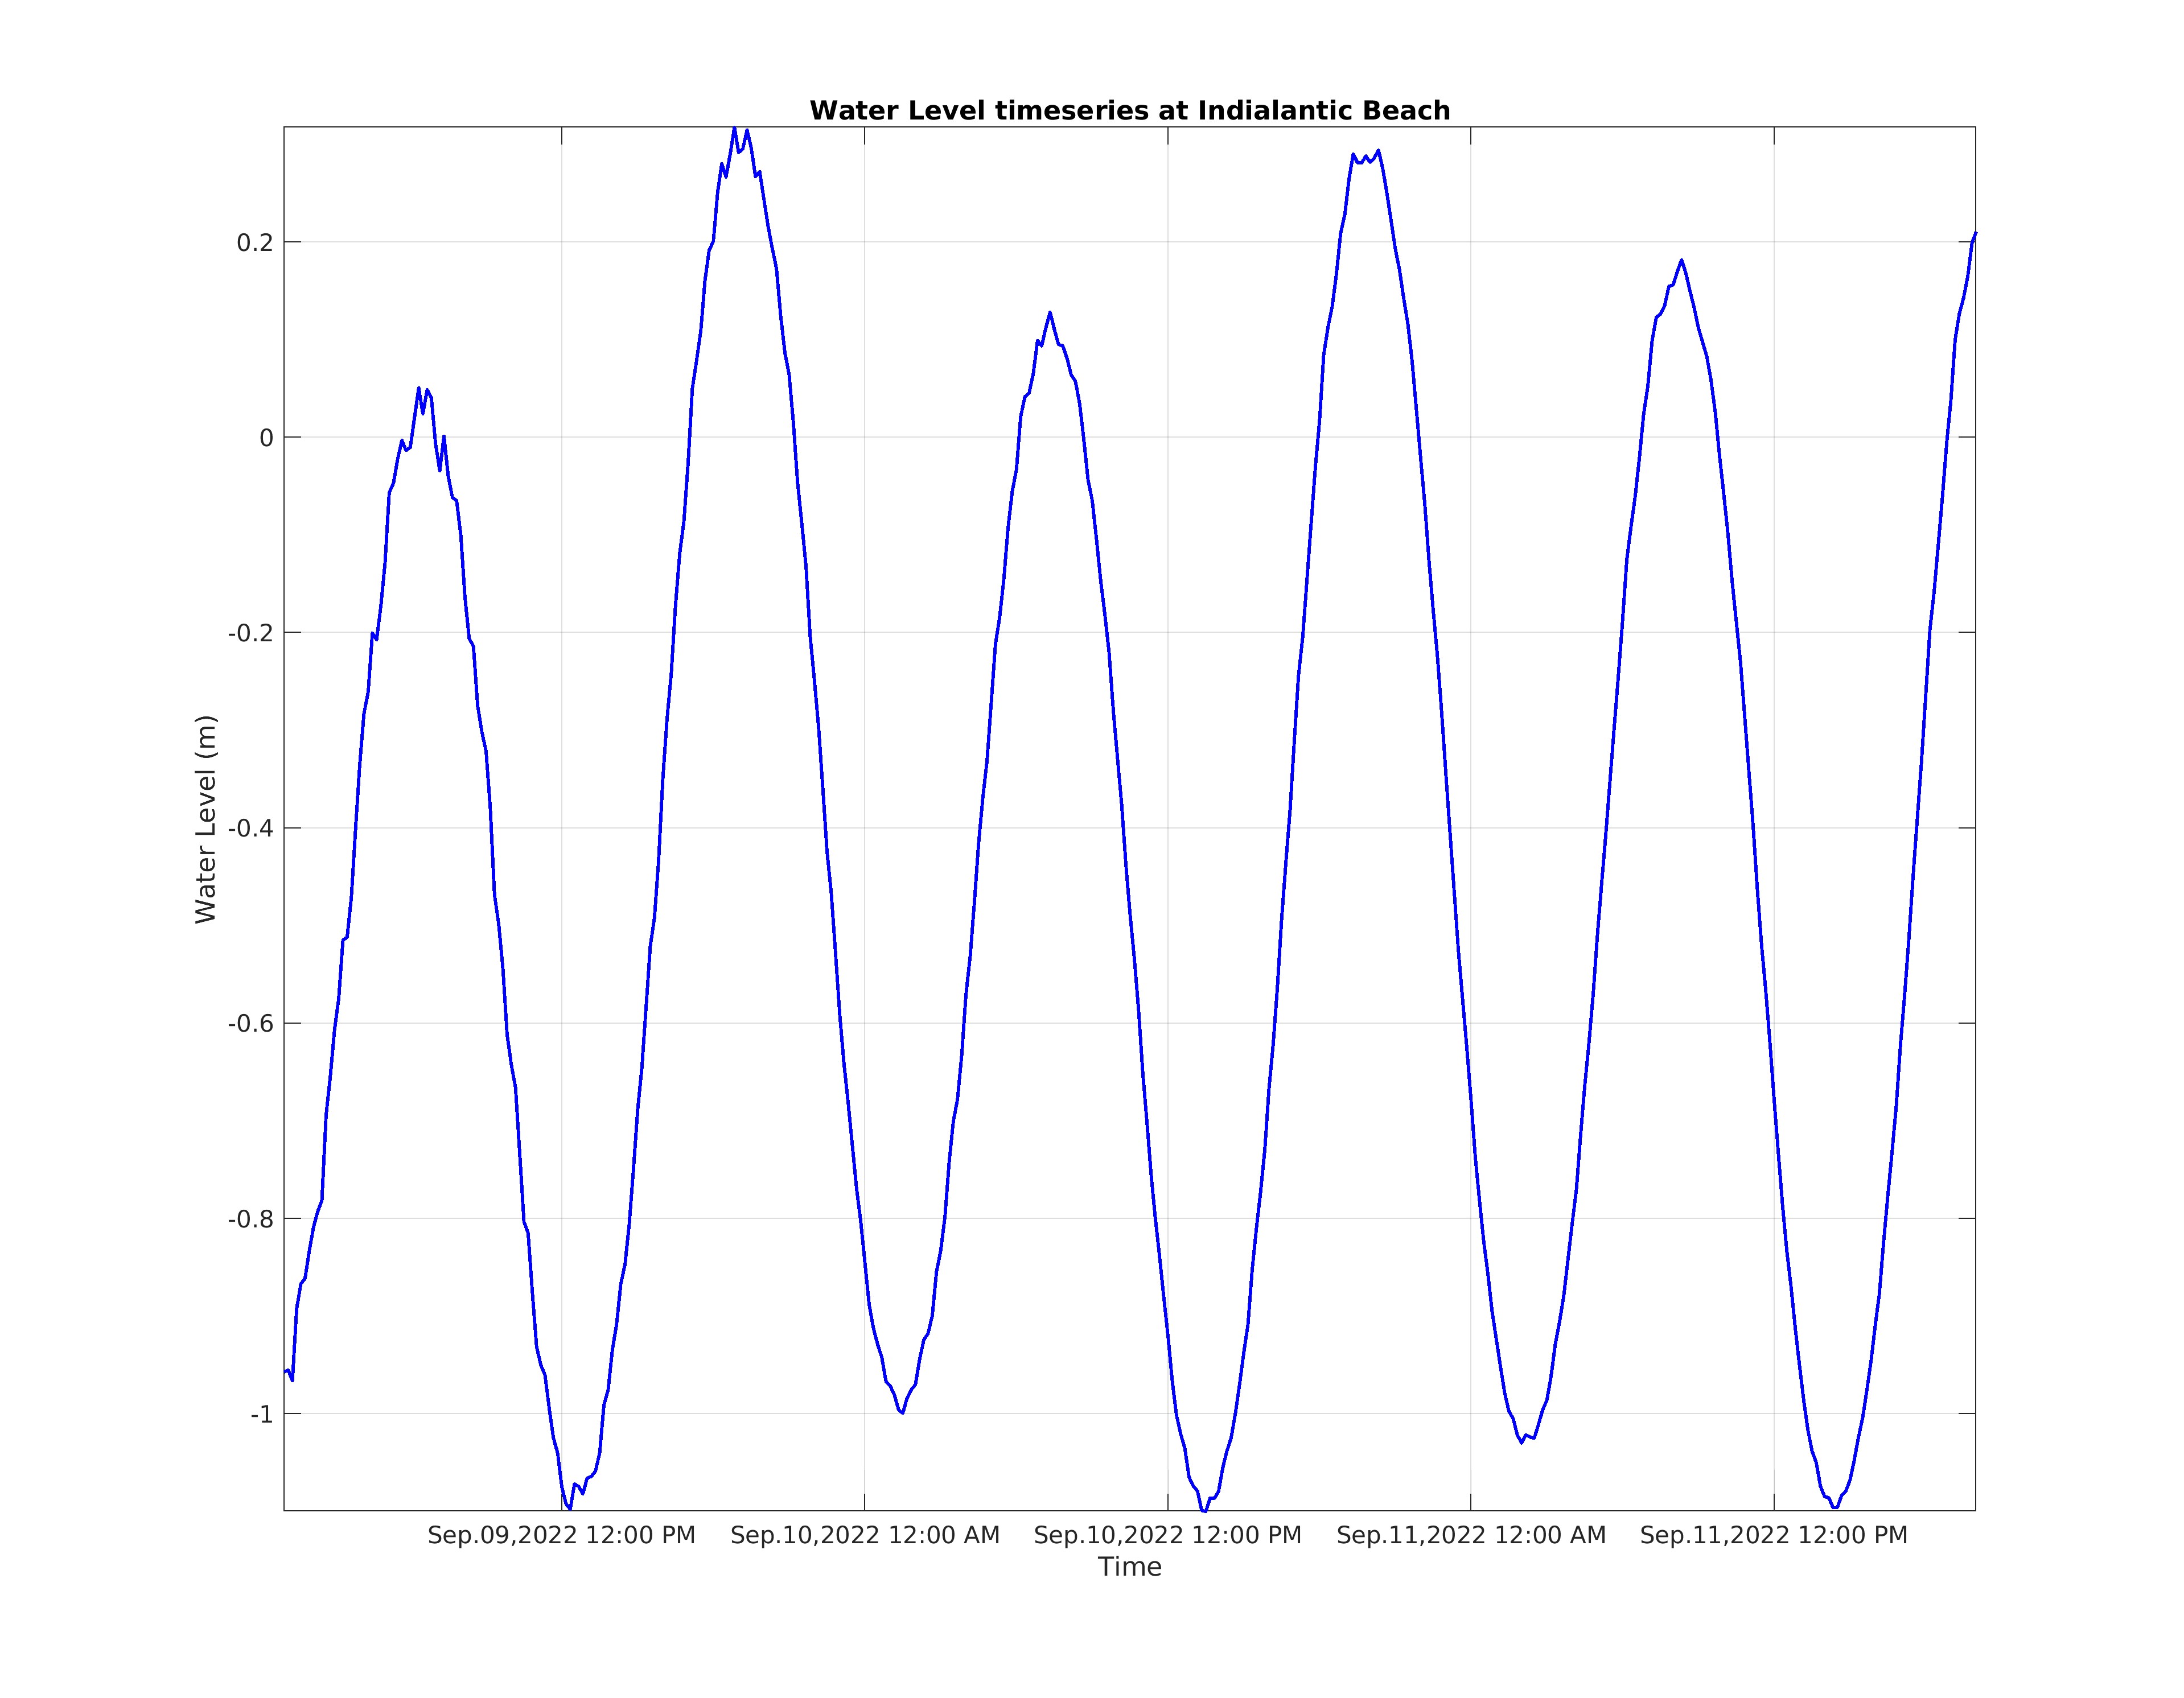 Water Level timeseries at Indialantic Beach
0.2
0
-0.2
-0.4
-0.6
-0.8
-1
Water Level (m)
Sep.09,2022 12:00 PM Sep.10,2022 12:00 AM Sep.10,2022 12:00 PM Sep.11,2022 12:00 AM Sep.11,2022 12:00 PM
Time